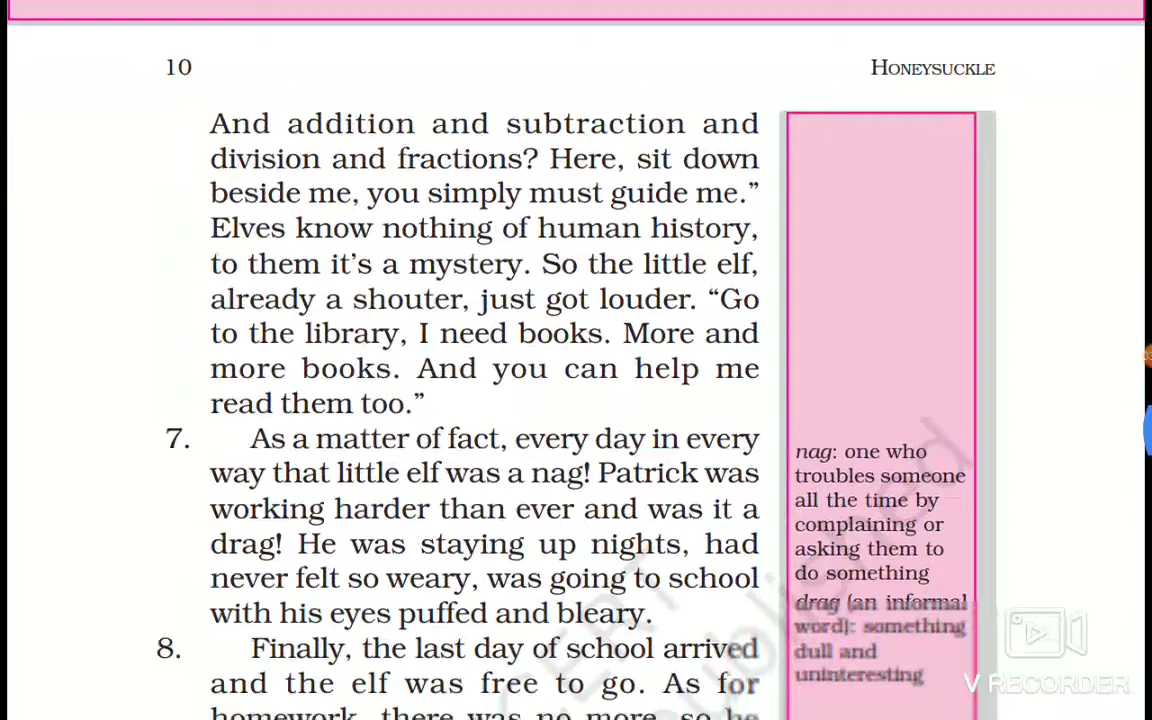 10
HONEYSUCKLE
And addition and subtraction and
division and fractions? Here, sit down
beside me, you simply must guide me.”
Elves know nothing of human history,
to them it’s a mystery. So the little elf,
already a shouter, just got louder. “Go
to the library, I need books. More and
more books. And you can help me
read them too.”
7. As a matter of fact, every day in every
way that little elf was a nag! Patrick was
working harder than ever and was it a
drag! He was staying up nights, had
never felt so weary, was going to school
with his eyes puffed and bleary.
8. Finally, the last day of school arrived
and the elf was free to go. As for
homework, there was no more, so he
nag: one who
troubles someone
all the time by
complaining or
asking them to
do something
drag (an informal
word): something
dull and
uninteresting
V RECORDER